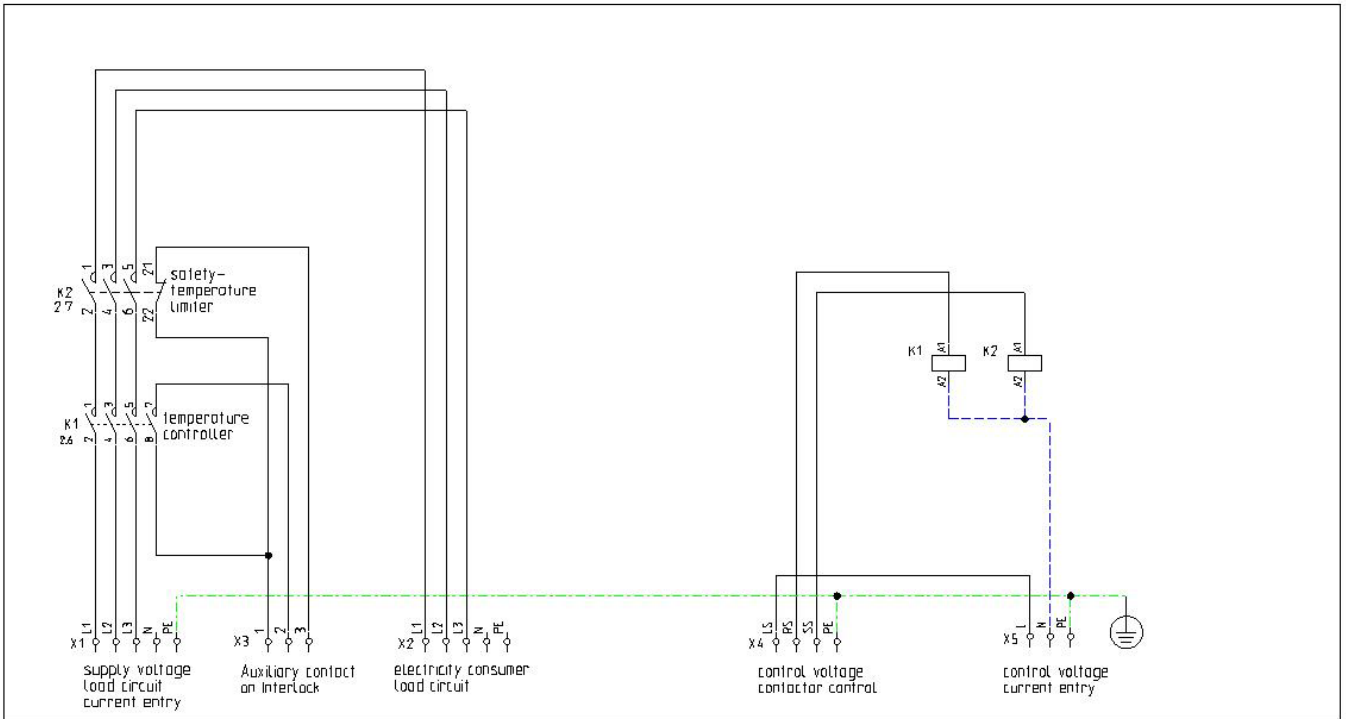 1 3 5 21
K2
2 7
2 4 6 22
safety-
temperature
limiter
1 3 5 7
K1
2.6
2 4 6 8
temperature
controller
K1 A1 A2
K2 A1 A2
X1 L1 L2 L3 N PE
supply voltage
load circuit
current entry
X3 1 2 3
Auxiliary contact
on Interlock
X2 L1 L2 L3 N PE
electricity consumer
load circuit
X4 LS RS SS PE
control voltage
contactor control
X5 L N PE
control voltage
current entry